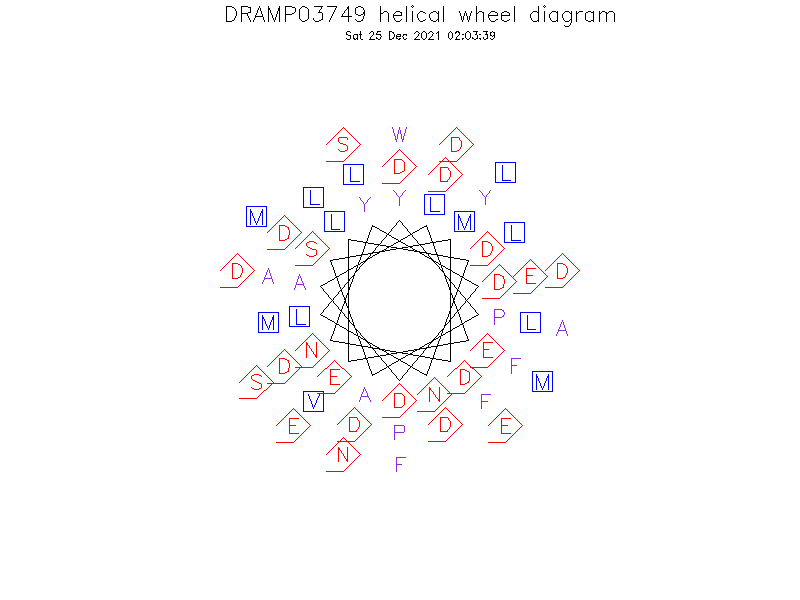 DRAMP03749 helical wheel diagram
Sat 25 Dec 2021 02:03:39
S W D
L D D L
L Y Y L Y
M L M L
D S D
D A A D E D
M L P L A
N E F
S D E D M
V A D N F
E D P D E
N F